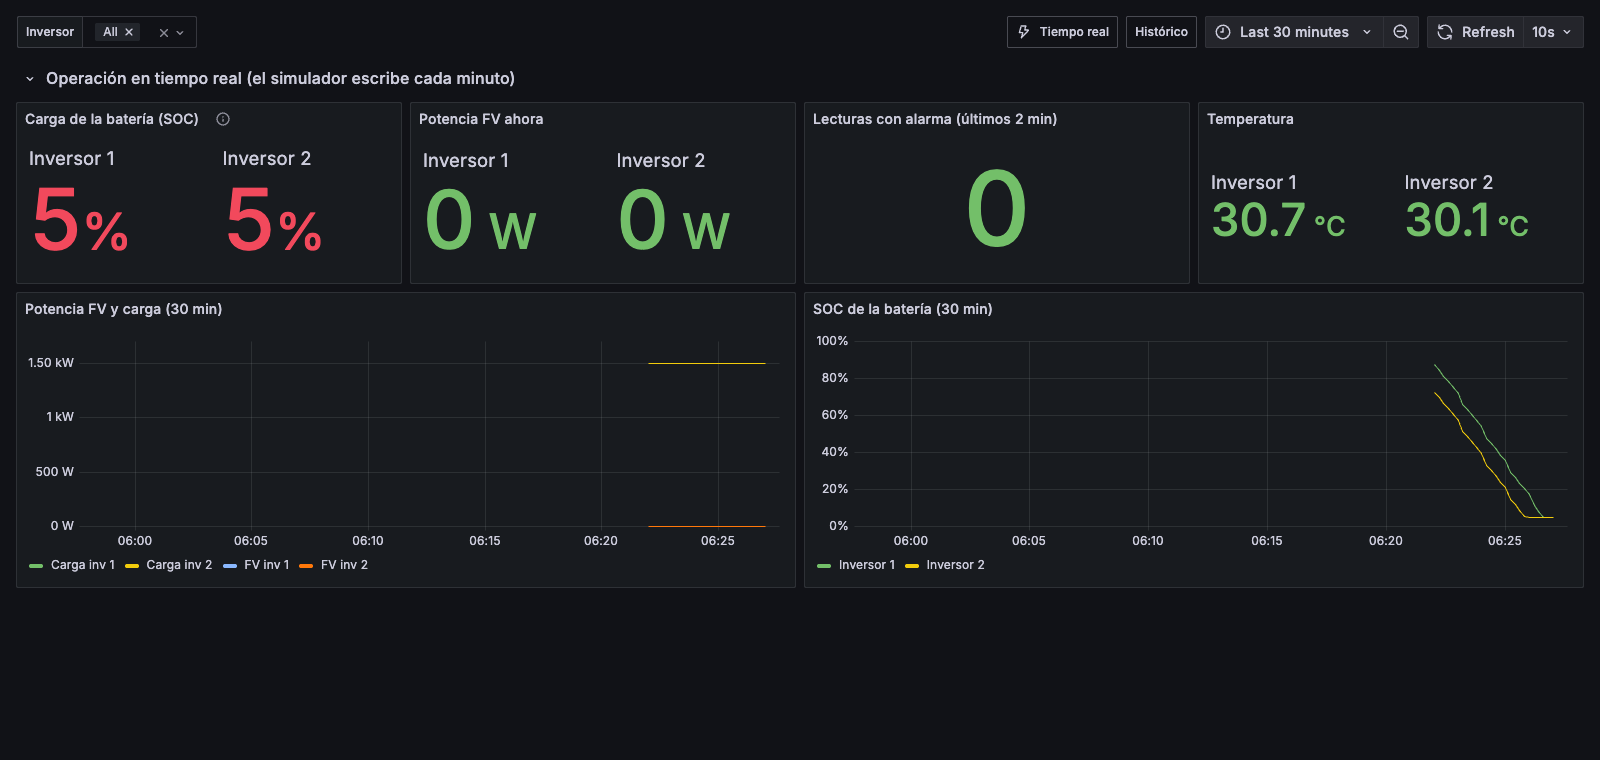 Inversor All
Tiempo real Histórico Last 30 minutes Refresh 10s
Operación en tiempo real (el simulador escribe cada minuto)
Carga de la batería (SOC)
Inversor 1 Inversor 2
5% 5%
Potencia FV ahora
Inversor 1 Inversor 2
0 W 0 W
Lecturas con alarma (últimos 2 min)
0
Temperatura
Inversor 1 Inversor 2
30.7 °C 30.1 °C
Potencia FV y carga (30 min)
1.50 kW
1 kW
500 W
0 W
06:00 06:05 06:10 06:15 06:20 06:25
Carga inv 1 Carga inv 2 FV inv 1 FV inv 2
SOC de la batería (30 min)
100%
80%
60%
40%
20%
0%
06:00 06:05 06:10 06:15 06:20 06:25
Inversor 1 Inversor 2